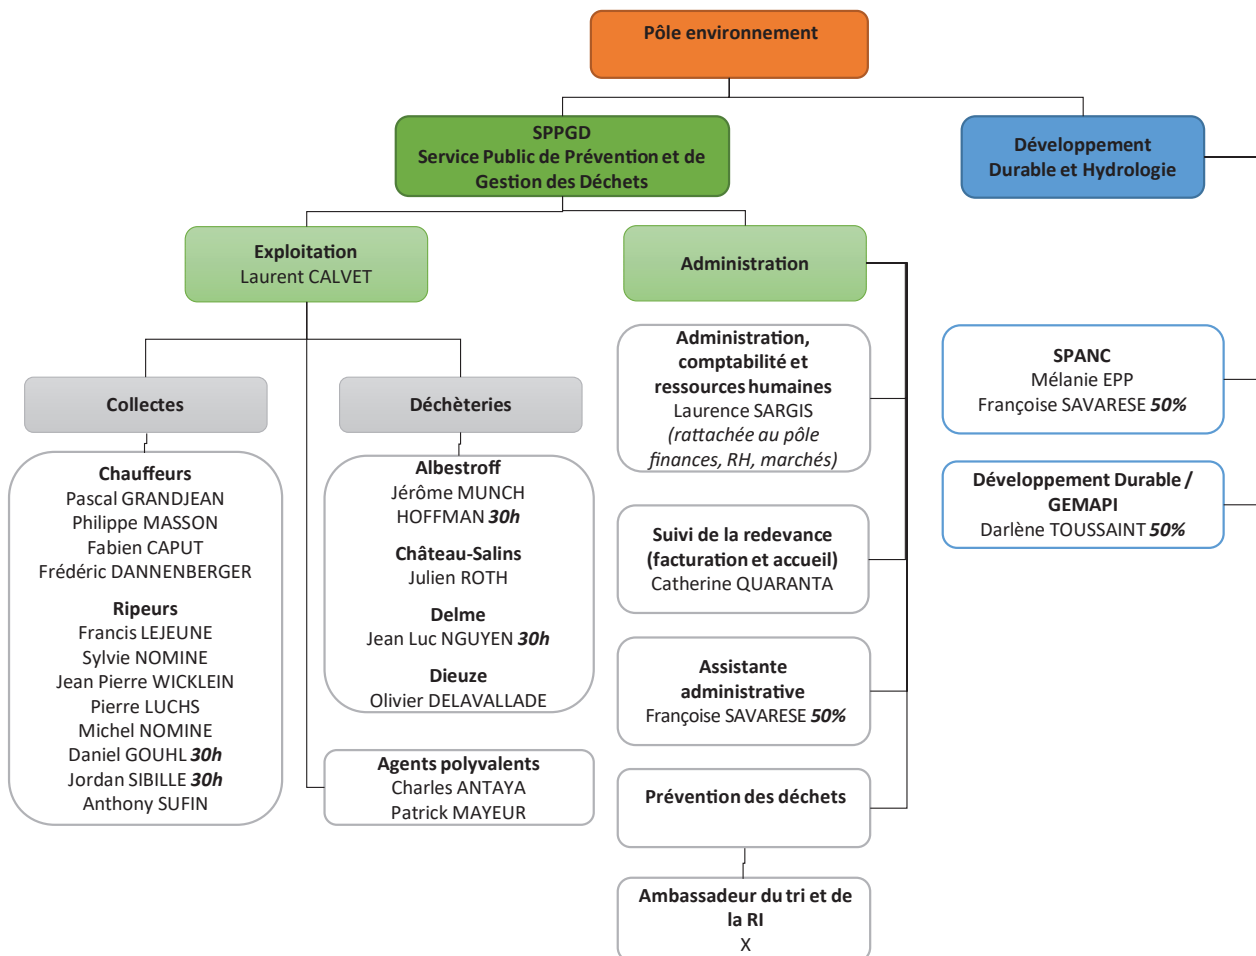 Pôle environnement
SPPGD
Service Public de Prévention et de
Gestion des Déchets
Développement
Durable et Hydrologie
Exploitation
Laurent CALVET
Administration
Collectes
Déchèteries
Chauffeurs
Pascal GRANDJEAN
Philippe MASSON
Fabien CAPUT
Frédéric DANNENBERGER
Ripeurs
Francis LEJEUNE
Sylvie NOMINE
Jean Pierre WICKLEIN
Pierre LUCHS
Michel NOMINE
Daniel GOUHL 30h
Jordan SIBILLE 30h
Anthony SUFIN
Albestroff
Jérôme MUNCH
HOFFMAN 30h
Château-Salins
Julien ROTH
Delme
Jean Luc NGUYEN 30h
Dieuze
Olivier DELAVALLADE
Agents polyvalents
Charles ANTAYA
Patrick MAYEUR
Administration,
comptabilité et
ressources humaines
Laurence SARGIS
(rattachée au pôle
finances, RH, marchés)
Suivi de la redevance
(facturation et accueil)
Catherine QUARANTA
Assistante
administrative
Françoise SAVARESE 50%
Prévention des déchets
Ambassadeur du tri et de
la RI
X
SPANC
Mélanie EPP
Françoise SAVARESE 50%
Développement Durable /
GEMAPI
Darlène TOUSSAINT 50%